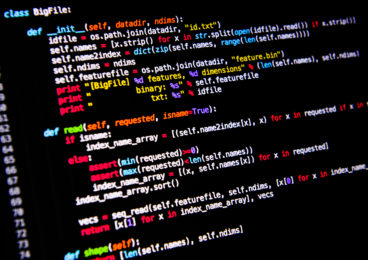 class BigFile:
def __init__(self, datadir, ndims):
idfile = os.path.join(datadir, "id.txt")
self.names = [x.strip() for x in str.split(open(idfile).read()) if x.strip()]
self.name2index = dict(zip(self.names, range(len(self.names))))
self.ndims = ndims
self.featurefile = os.path.join(datadir, "feature.bin")
print "[BigFile] %d features, %d dimensions" % (len(self.names), self.ndims)
print " binary: %s" % self.featurefile
print " txt: %s" % idfile
def read(self, requested, isname=True):
if isname:
index_name_array = [(self.name2index[x], x) for x in requested if x in
else:
assert(min(requested)>=0)
assert(max(requested)<len(self.names))
index_name_array = [(x, self.names[x]) for x in requested]
index_name_array.sort()
vecs = seq_read(self.featurefile, self.ndims, [x[0] for x in index_name
return [x[1] for x in index_name_array], vecs
def shape(self):
return [len(self.names), self.ndims]